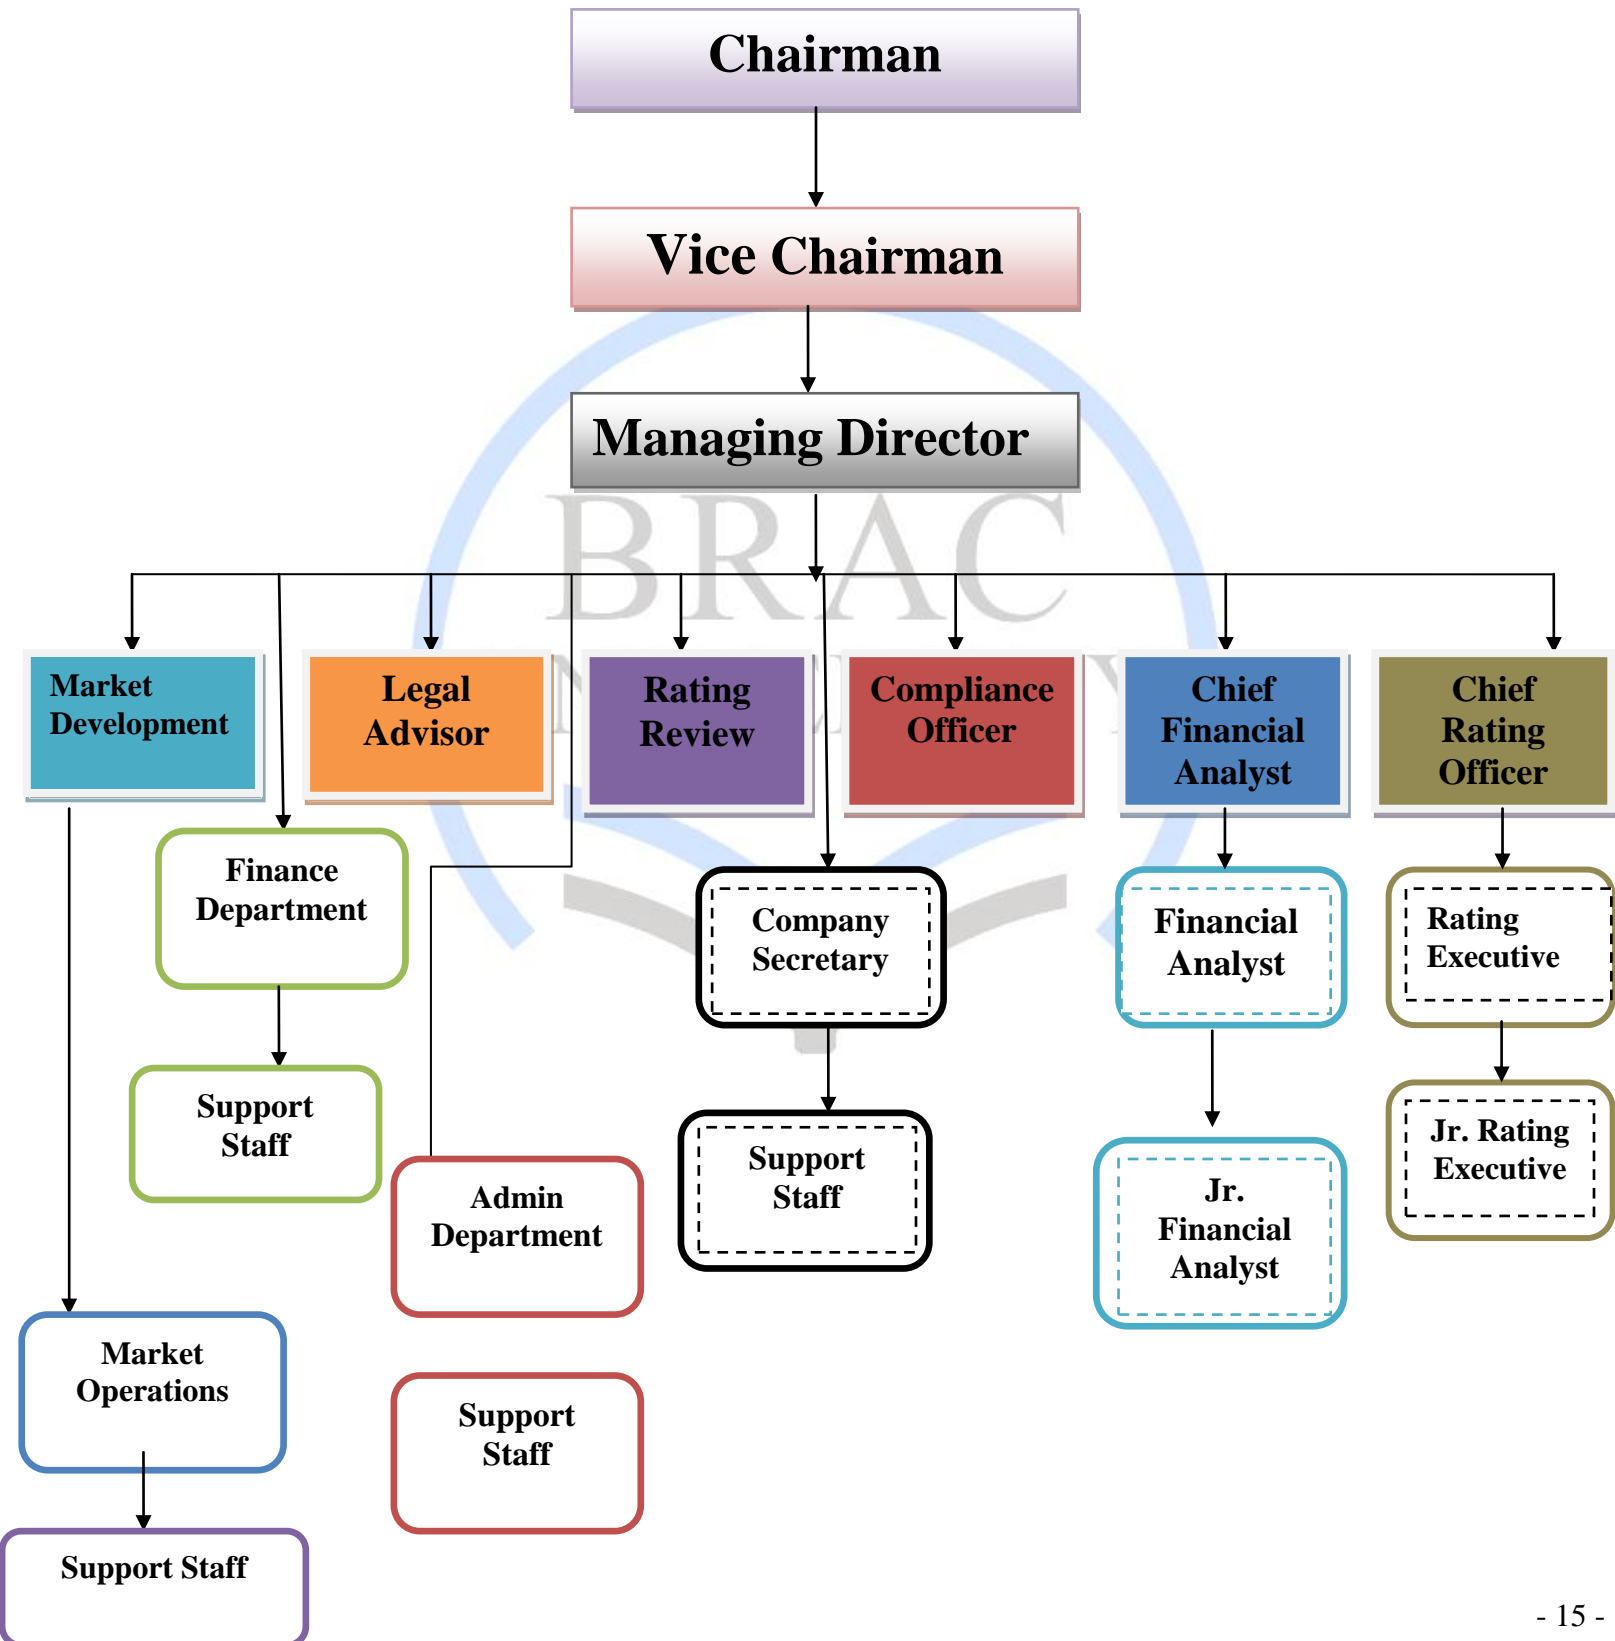 Chairman
Vice Chairman
Managing Director
BRAC
Market
Development
Legal
Advisor
Rating
Review
Compliance
Officer
Chief
Financial
Analyst
Chief
Rating
Officer
Finance
Department
Company
Secretary
Financial
Analyst
Rating
Executive
Support
Staff
Admin
Department
Support
Staff
Jr.
Financial
Analyst
Jr. Rating
Executive
Market
Operations
Support
Staff
Support Staff
- 15 -